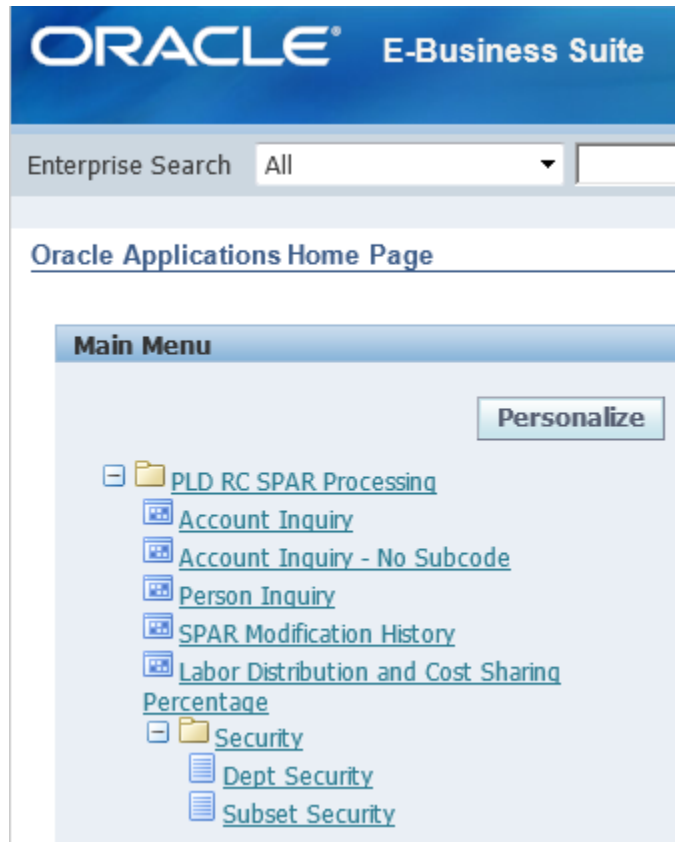 ORACLE® E-Business Suite
Enterprise Search All
Oracle Applications Home Page
Main Menu
Personalize
PLD RC SPAR Processing
Account Inquiry
Account Inquiry - No Subcode
Person Inquiry
SPAR Modification History
Labor Distribution and Cost Sharing
Percentage
Security
Dept Security
Subset Security